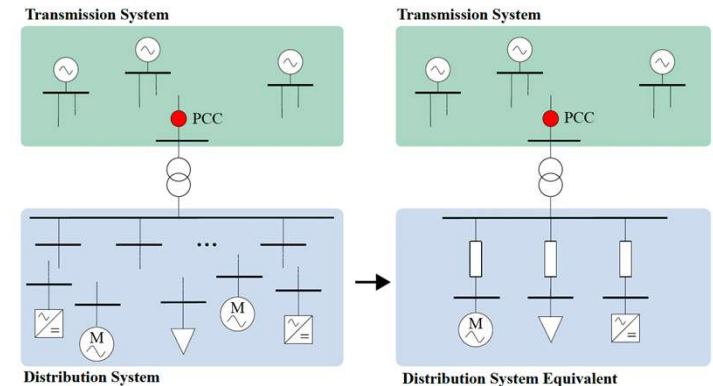 Transmission System
Transmission System
PCC
PCC
M
M
M
Distribution System
Distribution System Equivalent